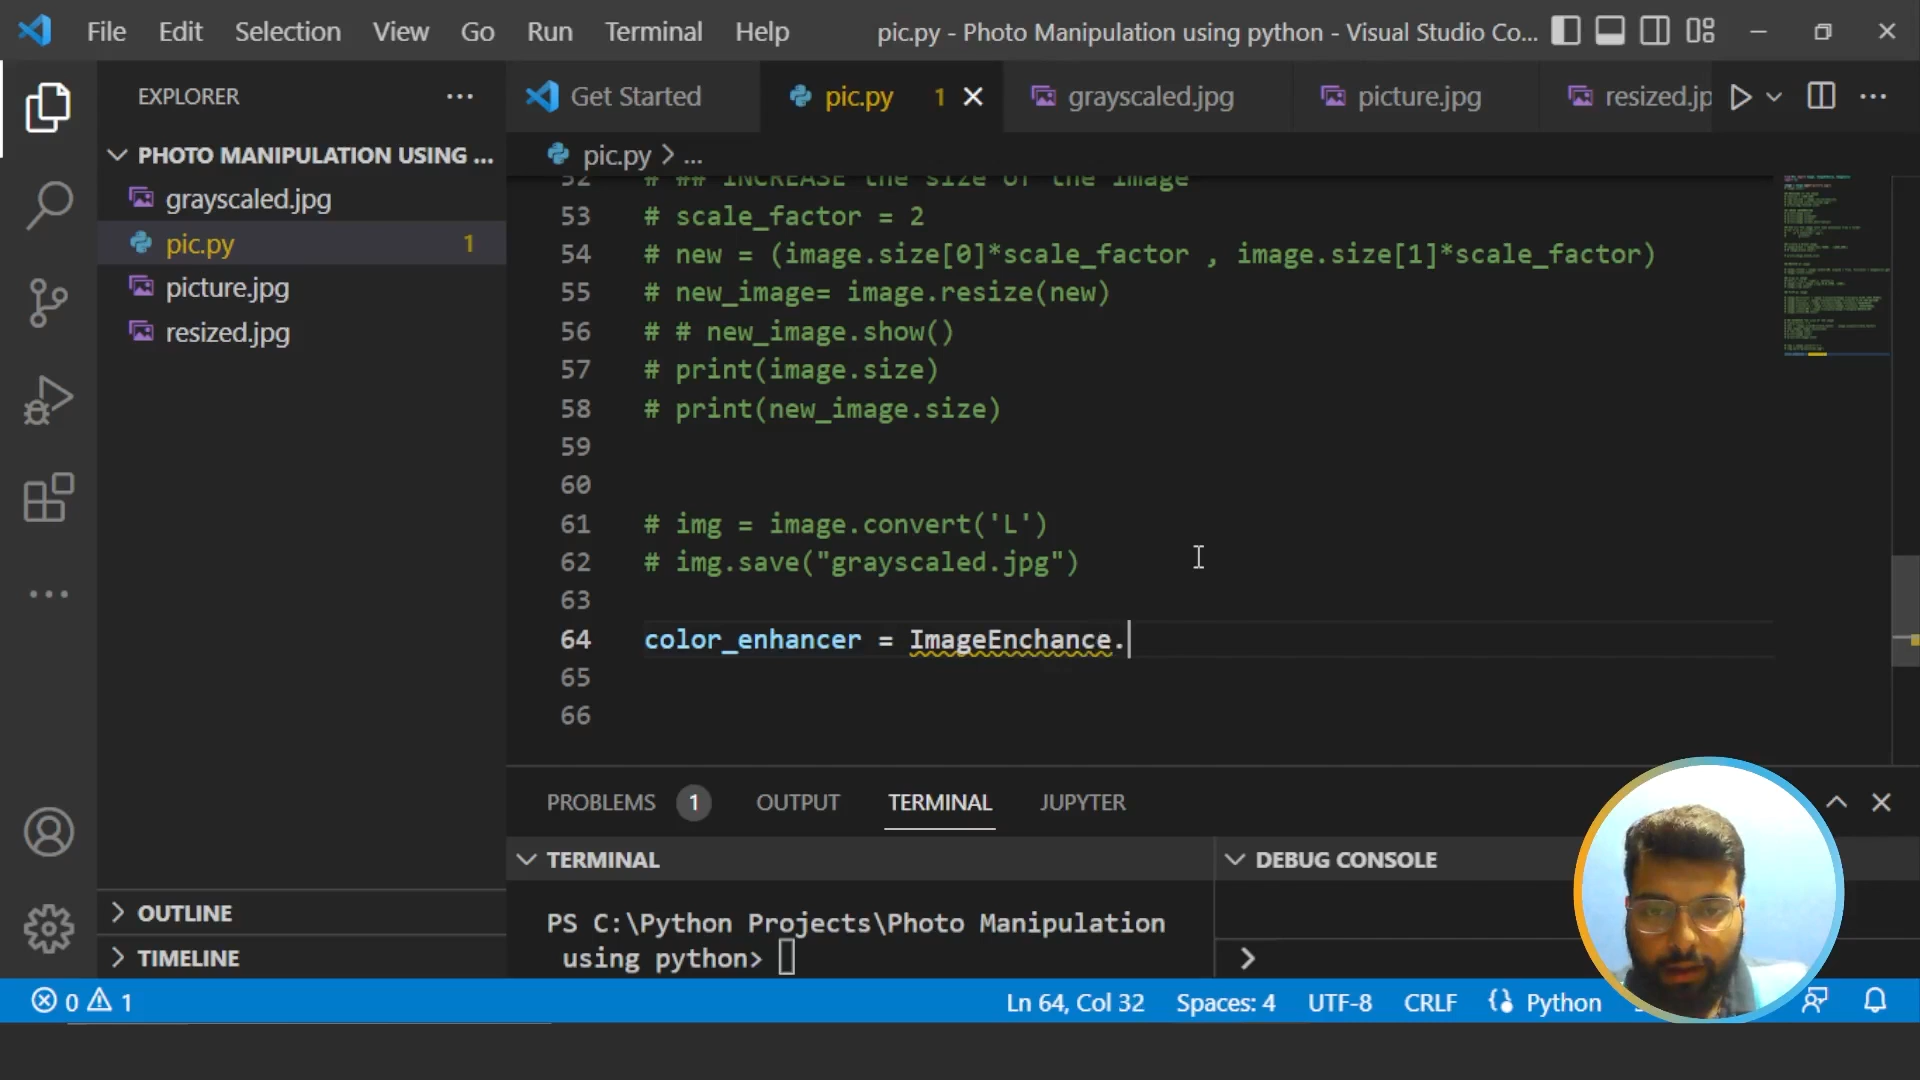 File Edit Selection View Go Run Terminal Help pic.py - Photo Manipulation using python - Visual Studio Co...
EXPLORER ...
Get Started pic.py 1 grayscaled.jpg picture.jpg resized.jp
PHOTO MANIPULATION USING ...
pic.py > ...
grayscaled.jpg
pic.py 1
picture.jpg
resized.jpg
52 # ## INCREASE the size of the image
53 # scale_factor = 2
54 # new = (image.size[0]*scale_factor , image.size[1]*scale_factor)
55 # new_image= image.resize(new)
56 # # new_image.show()
57 # print(image.size)
58 # print(new_image.size)
59
60
61 # img = image.convert('L')
62 # img.save("grayscaled.jpg")
63
64 color_enhancer = ImageEnchance.
65
66
PROBLEMS 1 OUTPUT TERMINAL JUPYTER
TERMINAL
DEBUG CONSOLE
PS C:\Python Projects\Photo Manipulation
using python>
OUTLINE
TIMELINE
0 1 Ln 64, Col 32 Spaces: 4 UTF-8 CRLF Python